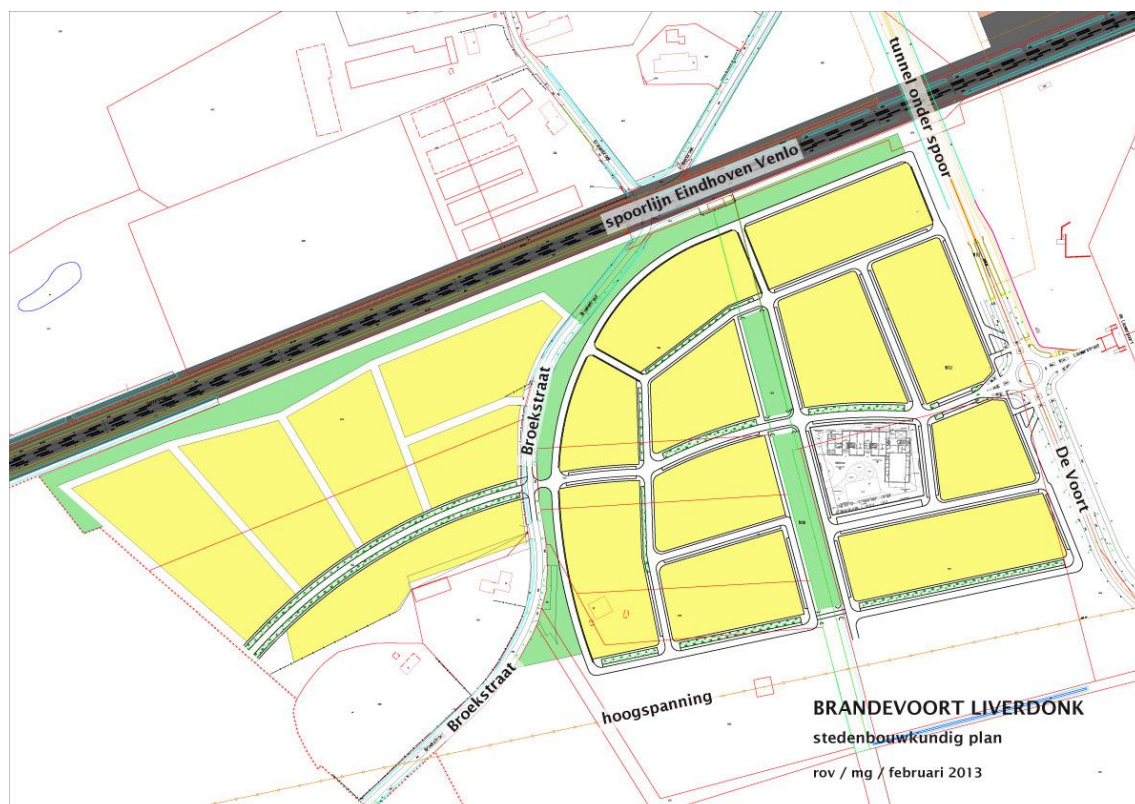 tunnel onder spoor
spoorlijn Eindhoven Venlo
Broekstraat
De Voort
Broekstraat
hoogspanning
BRANDEVOORT LIVERDONK
stedenbouwkundig plan
rov / mg / februari 2013